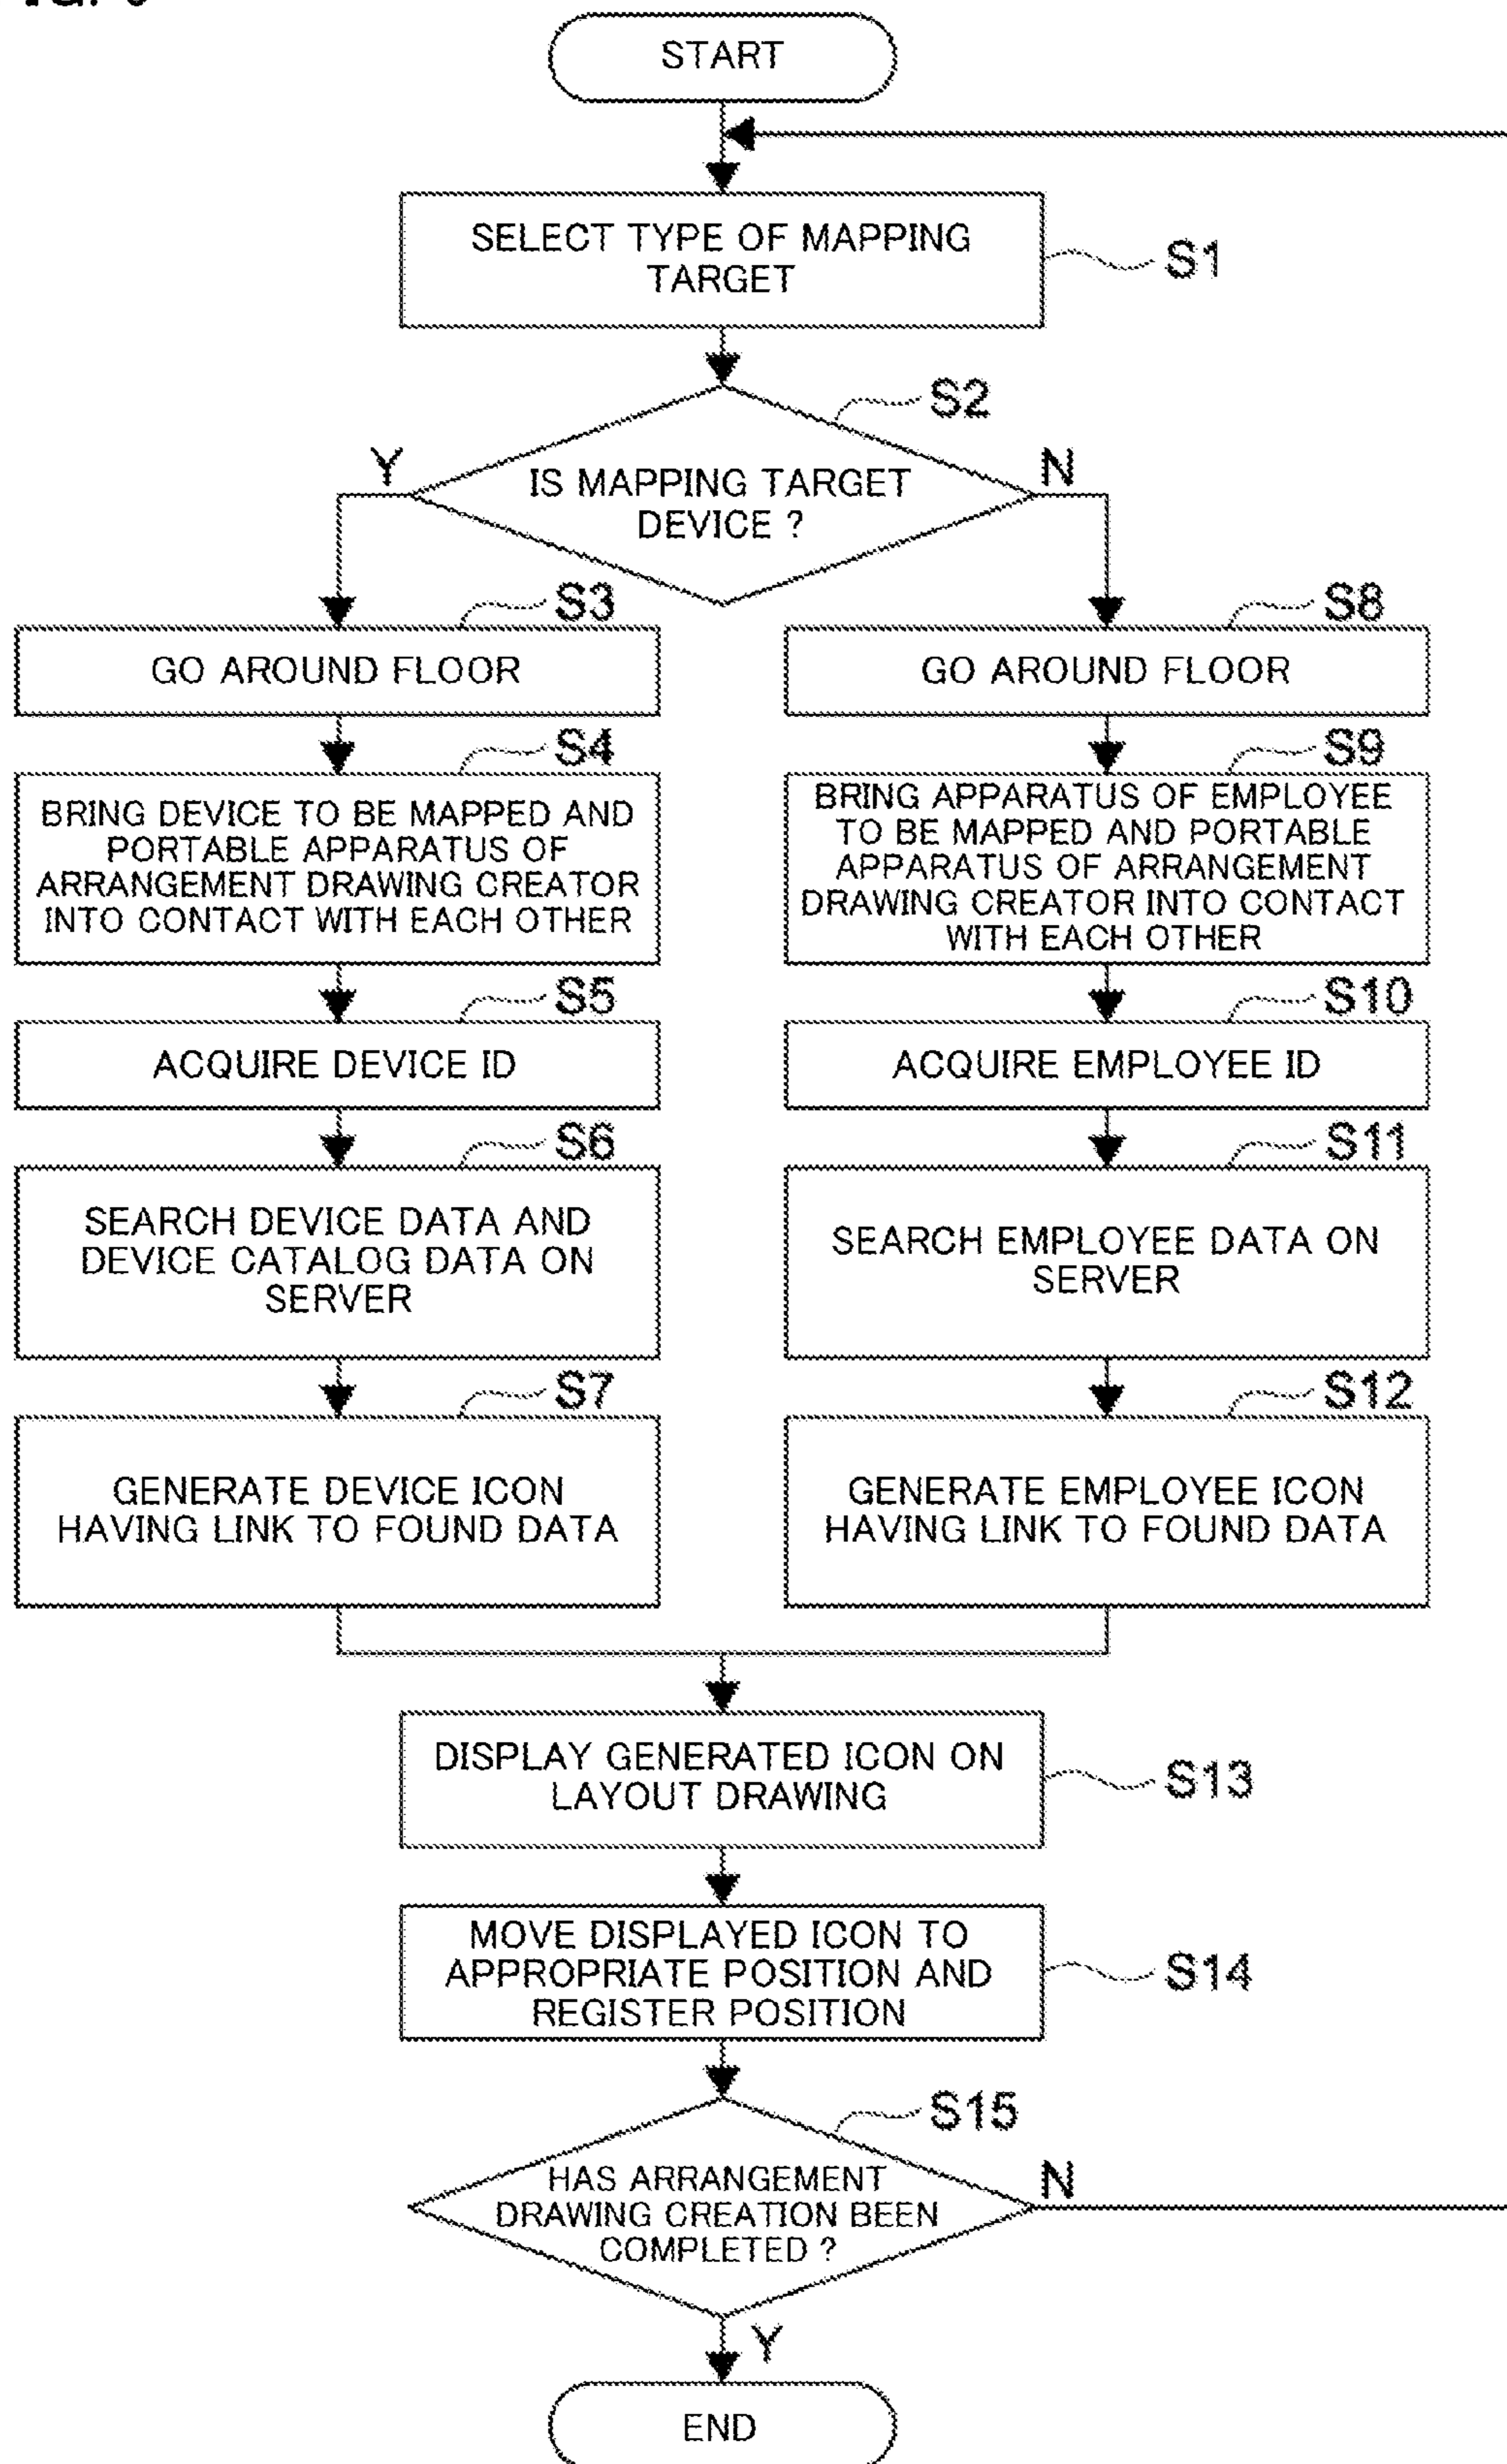 START
SELECT TYPE OF MAPPING
TARGET
S1
S2
Y
N
IS MAPPING TARGET
DEVICE ?
S3
GO AROUND FLOOR
S8
GO AROUND FLOOR
S4
BRING DEVICE TO BE MAPPED AND
PORTABLE APPARATUS OF
ARRANGEMENT DRAWING CREATOR
INTO CONTACT WITH EACH OTHER
S9
BRING APPARATUS OF EMPLOYEE
TO BE MAPPED AND PORTABLE
APPARATUS OF ARRANGEMENT
DRAWING CREATOR INTO CONTACT
WITH EACH OTHER
S5
ACQUIRE DEVICE ID
S10
ACQUIRE EMPLOYEE ID
S6
SEARCH DEVICE DATA AND
DEVICE CATALOG DATA ON
SERVER
S11
SEARCH EMPLOYEE DATA ON
SERVER
S7
GENERATE DEVICE ICON
HAVING LINK TO FOUND DATA
S12
GENERATE EMPLOYEE ICON
HAVING LINK TO FOUND DATA
DISPLAY GENERATED ICON ON
LAYOUT DRAWING
S13
MOVE DISPLAYED ICON TO
APPROPRIATE POSITION AND
REGISTER POSITION
S14
S15
HAS ARRANGEMENT
DRAWING CREATION BEEN
COMPLETED ?
N
Y
END